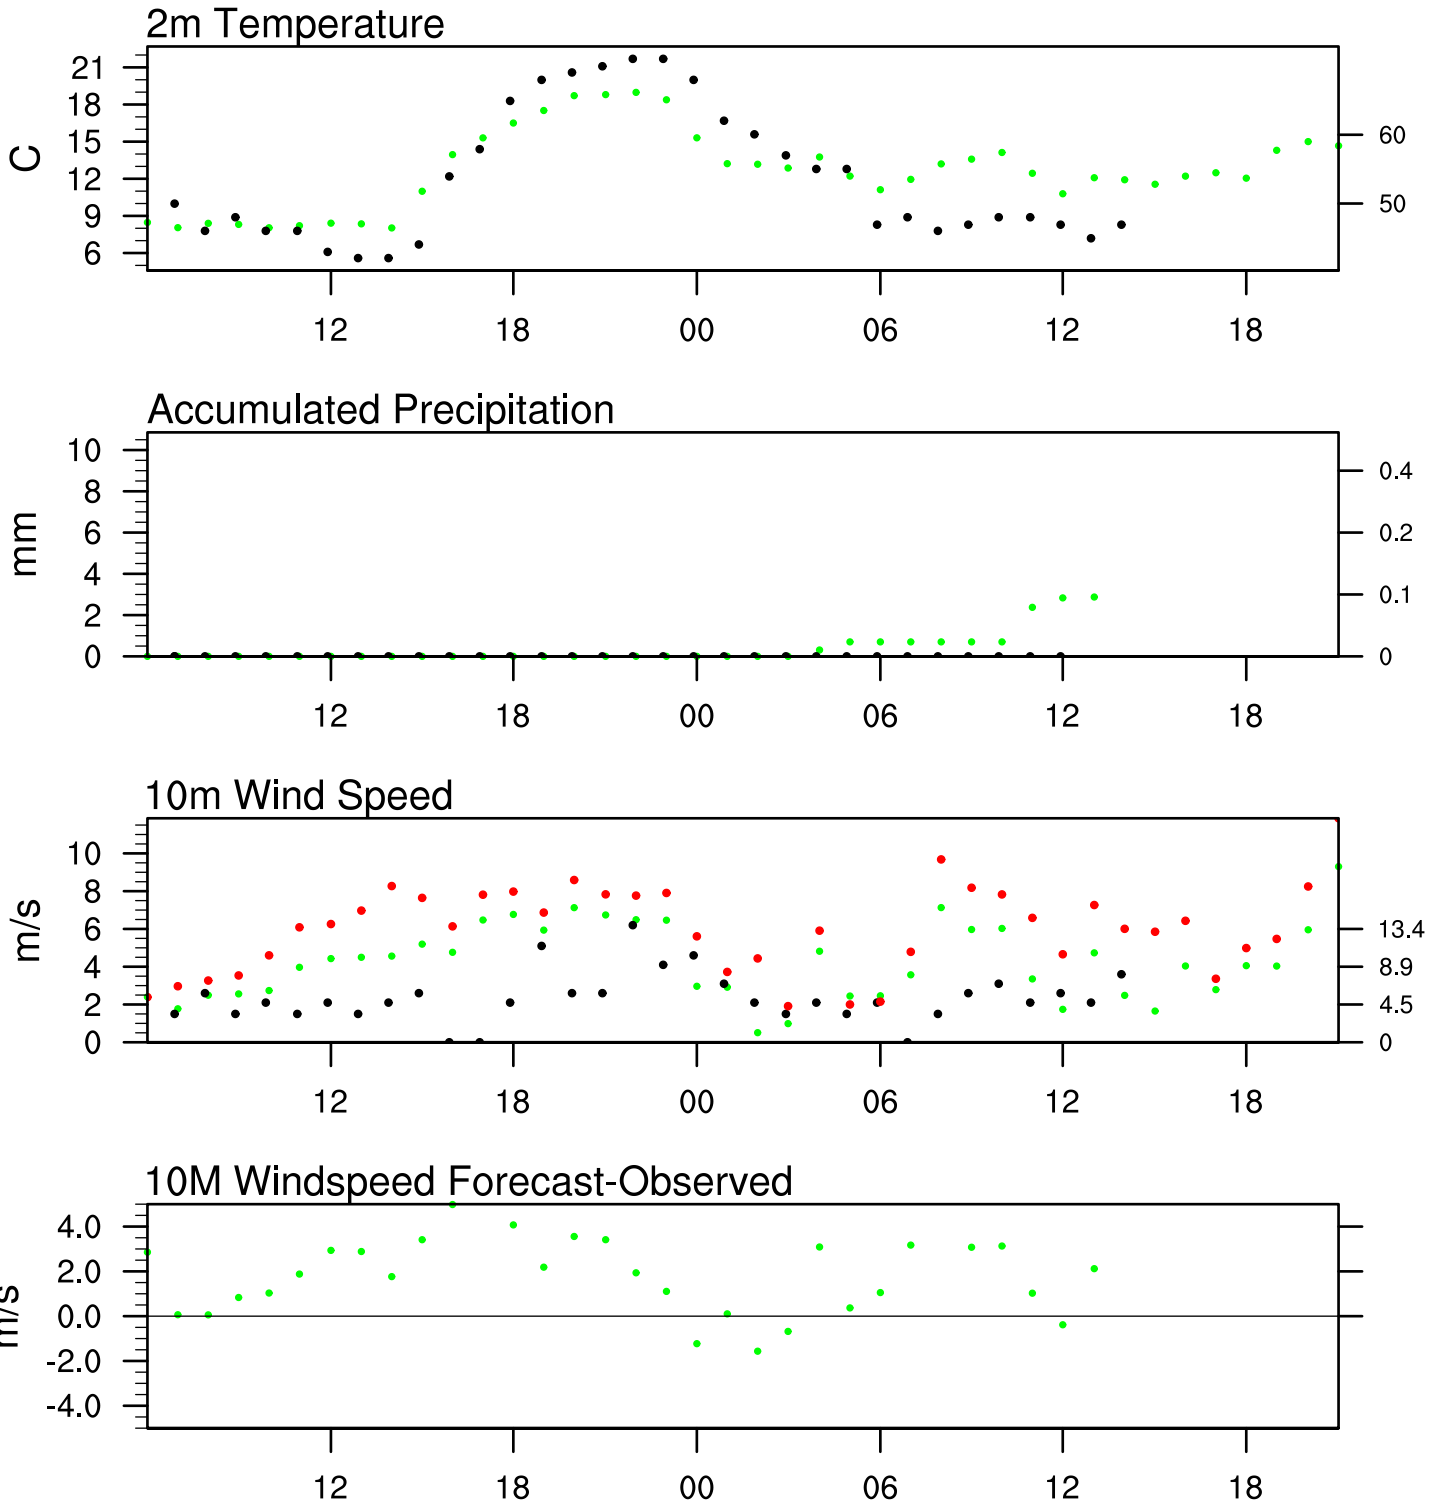 2m Temperature
21
18
15
12
9
6
C
60
50
12 18 00 06 12 18
Accumulated Precipitation
10
8
6
4
2
0
mm
0.4
0.2
0.1
0
12 18 00 06 12 18
10m Wind Speed
10
8
6
4
2
0
m/s
13.4
8.9
4.5
0
12 18 00 06 12 18
10M Windspeed Forecast-Observed
4.0
2.0
0.0
-2.0
-4.0
m/s
12 18 00 06 12 18